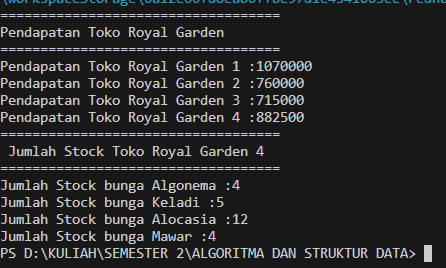 ===================================
Pendapatan Toko Royal Garden
===================================
Pendapatan Toko Royal Garden 1 :1070000
Pendapatan Toko Royal Garden 2 :760000
Pendapatan Toko Royal Garden 3 :715000
Pendapatan Toko Royal Garden 4 :882500
===================================
 Jumlah Stock Toko Royal Garden 4
===================================
Jumlah Stock bunga Algonema :4
Jumlah Stock bunga Keladi :5
Jumlah Stock bunga Alocasia :12
Jumlah Stock bunga Mawar :4
PS D:\KULIAH\SEMESTER 2\ALGORITMA DAN STRUKTUR DATA>